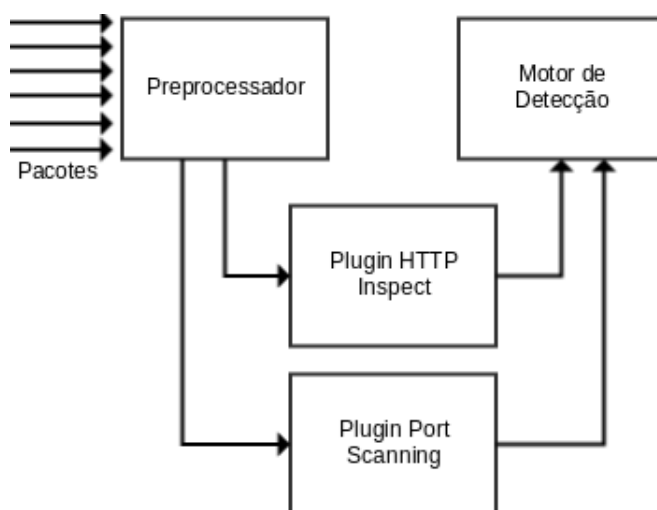 Preprocessador
Motor de
Detecção
Pacotes
Plugin HTTP
Inspect
Plugin Port
Scanning